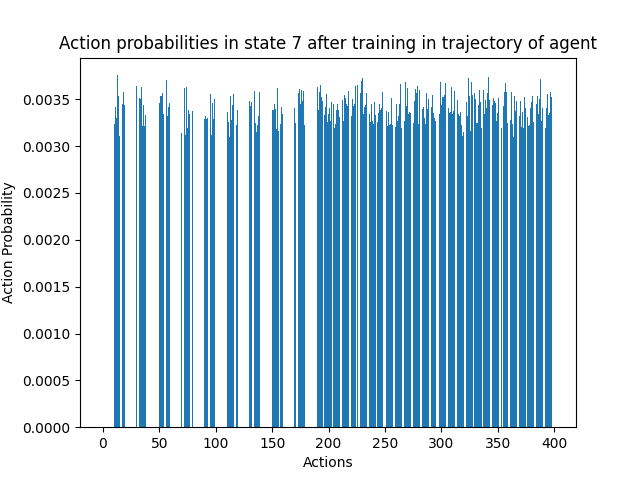 Action probabilities in state 7 after training in trajectory of agent
0.0035
0.0030
0.0025
0.0020
0.0015
0.0010
0.0005
0.0000
Action Probability
0 50 100 150 200 250 300 350 400
Actions